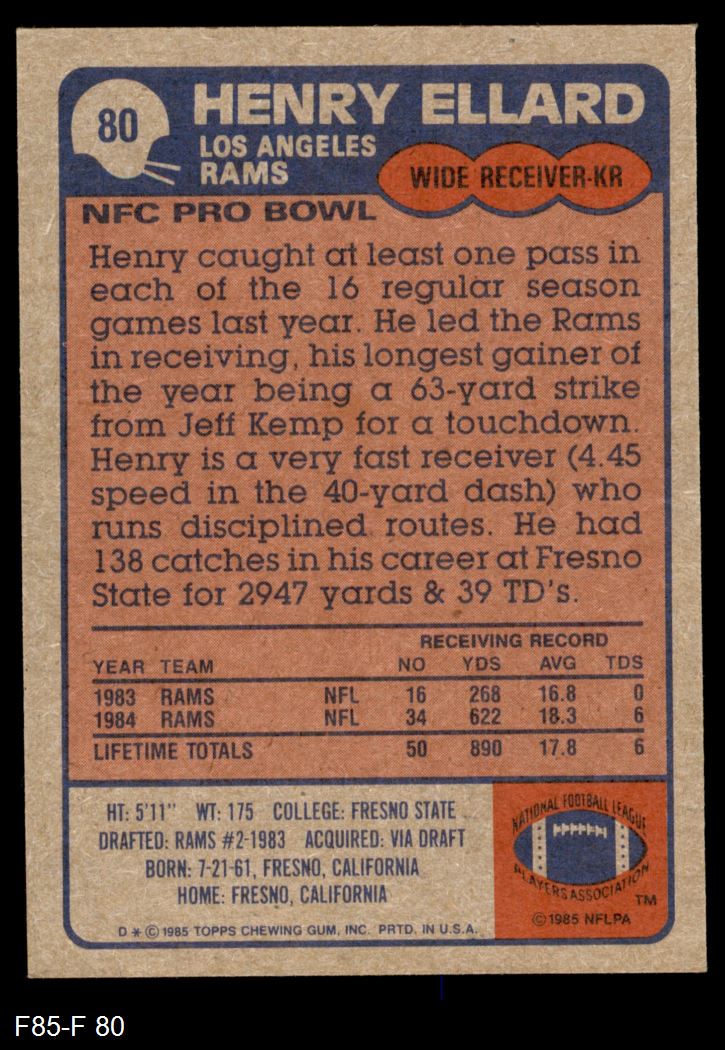 80
HENRY ELLARD
LOS ANGELES
RAMS
WIDE RECEIVER-KR
NFC PRO BOWL
Henry caught at least one pass in
each of the 16 regular season
games last year. He led the Rams
in receiving, his longest gainer of
the year being a 63-yard strike
from Jeff Kemp for a touchdown.
Henry is a very fast receiver (4.45
speed in the 40-yard dash) who
runs disciplined routes. He had
138 catches in his career at Fresno
State for 2947 yards & 39 TD's.
RECEIVING RECORD
YEAR TEAM NO YDS AVG TDS
1983 RAMS NFL 16 268 16.8 0
1984 RAMS NFL 34 622 18.3 6
LIFETIME TOTALS 50 890 17.8 6
HT: 5'11" WT: 175 COLLEGE: FRESNO STATE
DRAFTED: RAMS #2-1983 ACQUIRED: VIA DRAFT
BORN: 7-21-61, FRESNO, CALIFORNIA
HOME: FRESNO, CALIFORNIA
D * © 1985 TOPPS CHEWING GUM, INC. PRTD. IN U.S.A.
NATIONAL FOOTBALL LEAGUE
PLAYERS ASSOCIATION
TM
© 1985 NFLPA
F85-F 80